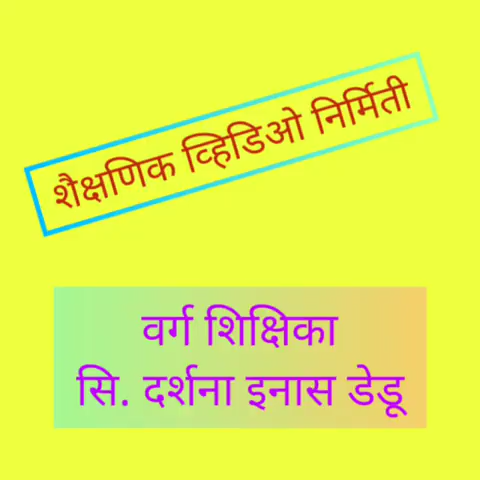 शैक्षणिक व्हिडिओ निर्मिती
वर्ग शिक्षिका
सि. दर्शना इनास डेडू